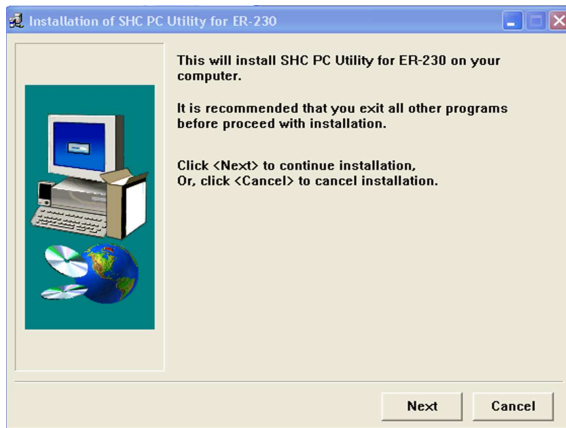 Installation of SHC PC Utility for ER-230
This will install SHC PC Utility for ER-230 on your
computer.
It is recommended that you exit all other programs
before proceed with installation.
Click <Next> to continue installation,
Or, click <Cancel> to cancel installation.
Next
Cancel